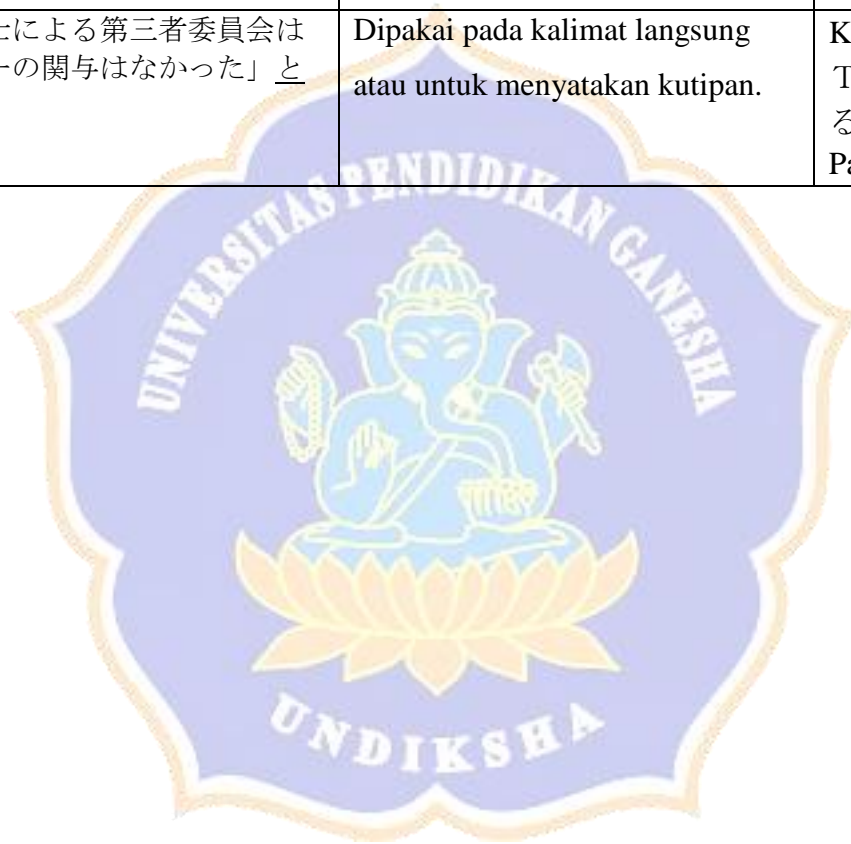 による第三者委員会は
の関与はなかった」と
Dipakai pada kalimat langsung
atau untuk menyatakan kutipan.
K
T
る
Pa
UNIVERSITAS PENDIDIKAN GANESHA
UNDIKSHA